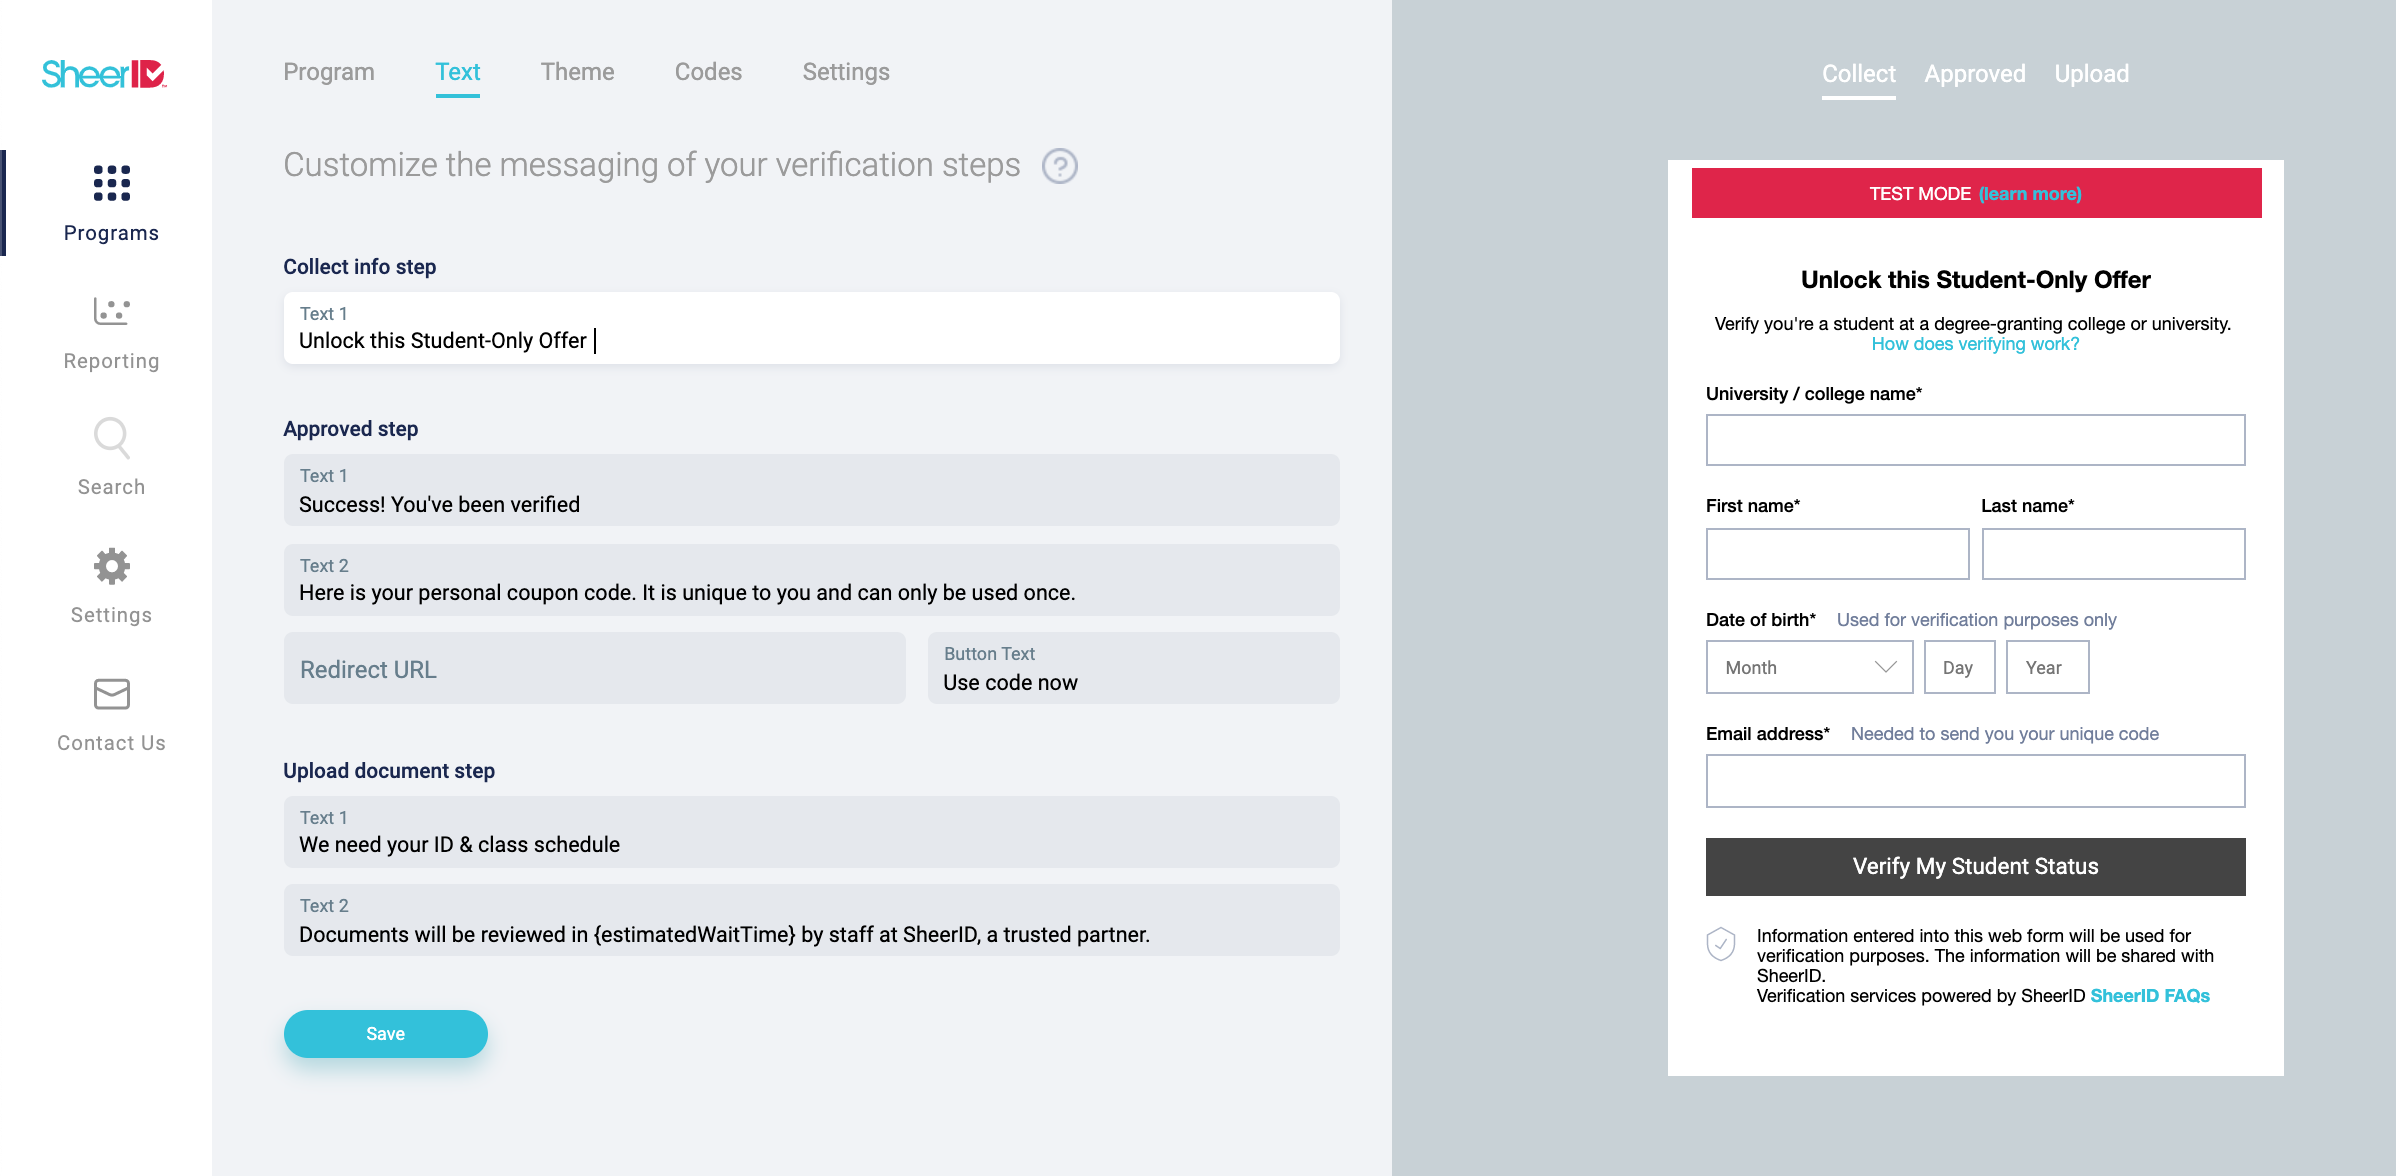 SheerID
Programs
Reporting
Search
Settings
Contact Us
Program Text Theme Codes Settings
Customize the messaging of your verification steps ?
Collect info step
Text 1
Unlock this Student-Only Offer
Approved step
Text 1
Success! You've been verified
Text 2
Here is your personal coupon code. It is unique to you and can only be used once.
Redirect URL
Button Text
Use code now
Upload document step
Text 1
We need your ID & class schedule
Text 2
Documents will be reviewed in {estimatedWaitTime} by staff at SheerID, a trusted partner.
Save
Collect Approved Upload
TEST MODE (learn more)
Unlock this Student-Only Offer
Verify you're a student at a degree-granting college or university.
How does verifying work?
University / college name*
First name* Last name*
Date of birth* Used for verification purposes only
Month Day Year
Email address* Needed to send you your unique code
Verify My Student Status
Information entered into this web form will be used for
verification purposes. The information will be shared with
SheerID.
Verification services powered by SheerID SheerID FAQs